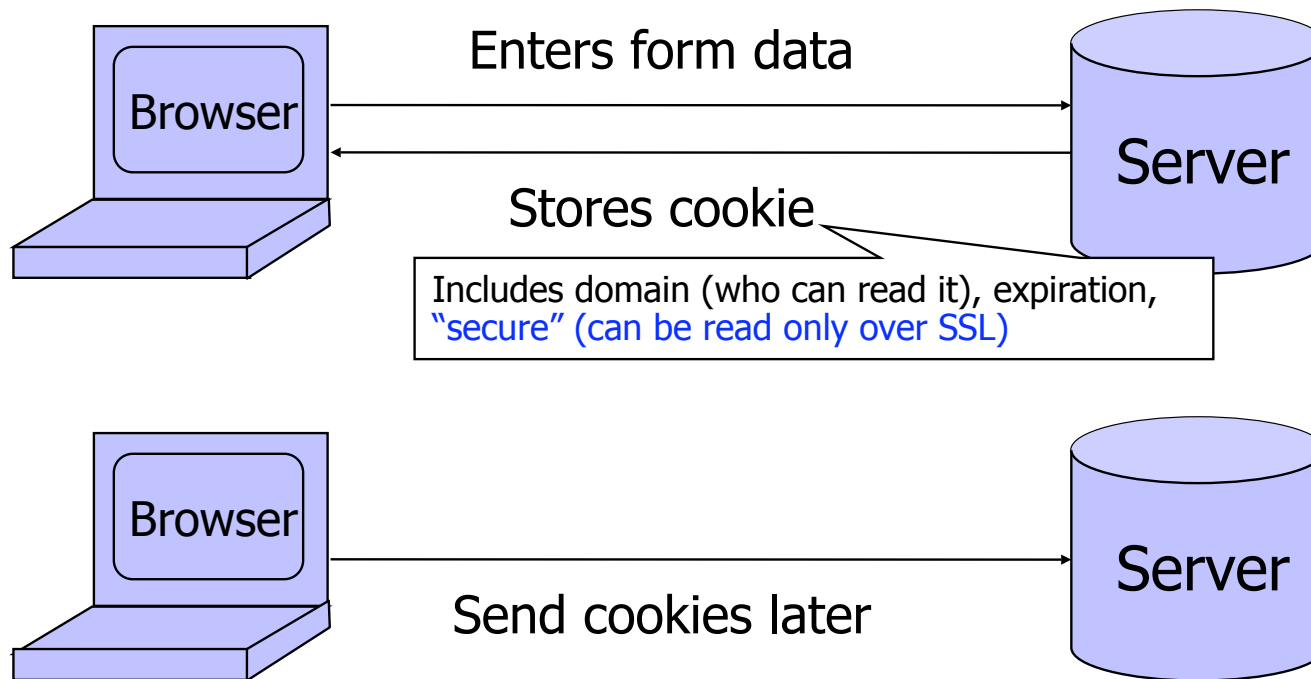 Enters form data
Browser
Server
Stores cookie
Includes domain (who can read it), expiration,
“secure” (can be read only over SSL)
Browser
Server
Send cookies later